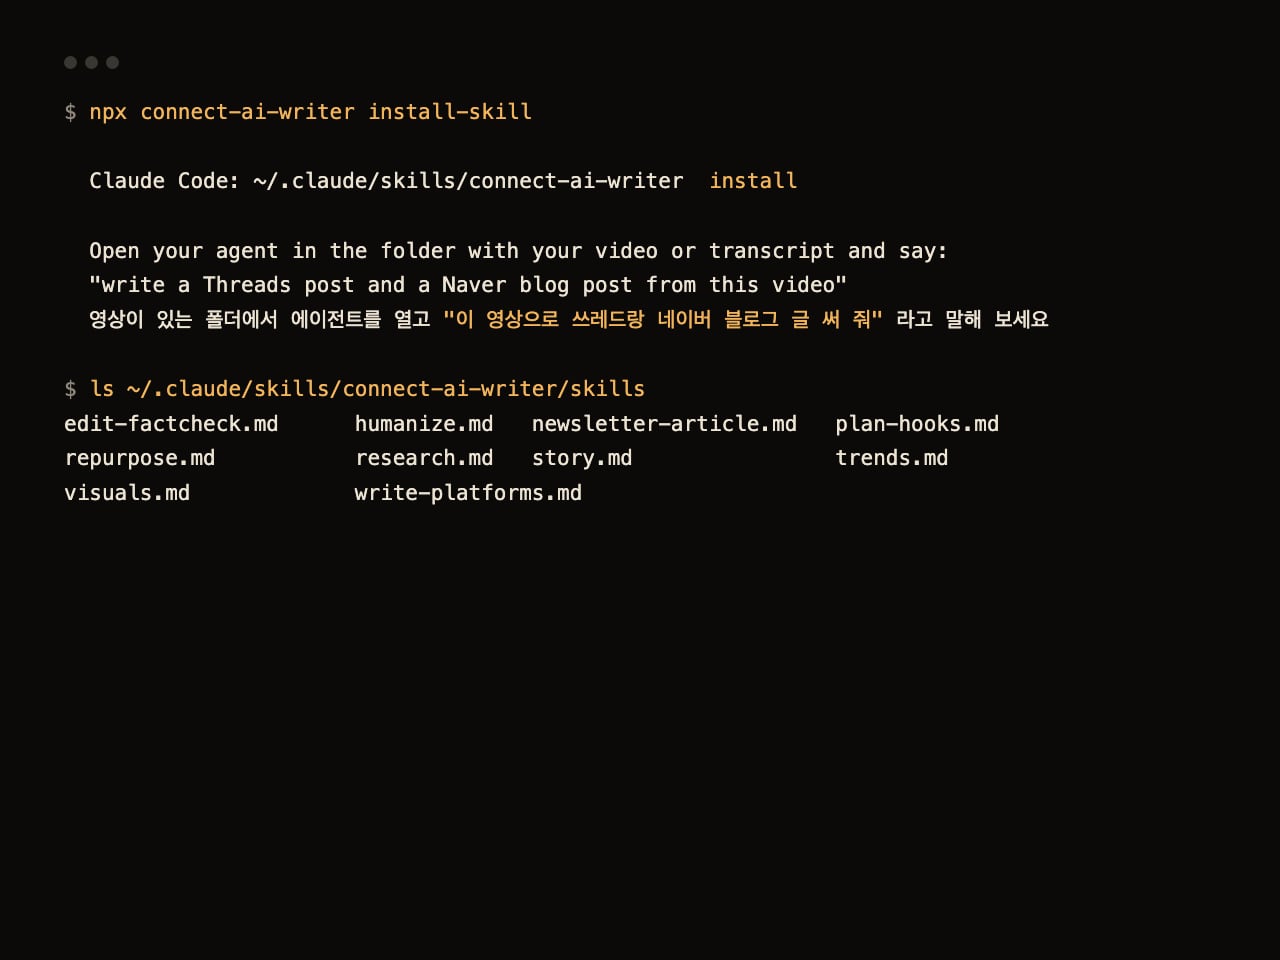 $ npx connect-ai-writer install-skill
Claude Code: ~/.claude/skills/connect-ai-writer  install
Open your agent in the folder with your video or transcript and say:
"write a Threads post and a Naver blog post from this video"
영상이 있는 폴더에서 에이전트를 열고 "이 영상으로 쓰레드랑 네이버 블로그 글 써 줘" 라고 말해 보세요
$ ls ~/.claude/skills/connect-ai-writer/skills
edit-factcheck.md      humanize.md   newsletter-article.md   plan-hooks.md
repurpose.md           research.md   story.md                trends.md
visuals.md             write-platforms.md